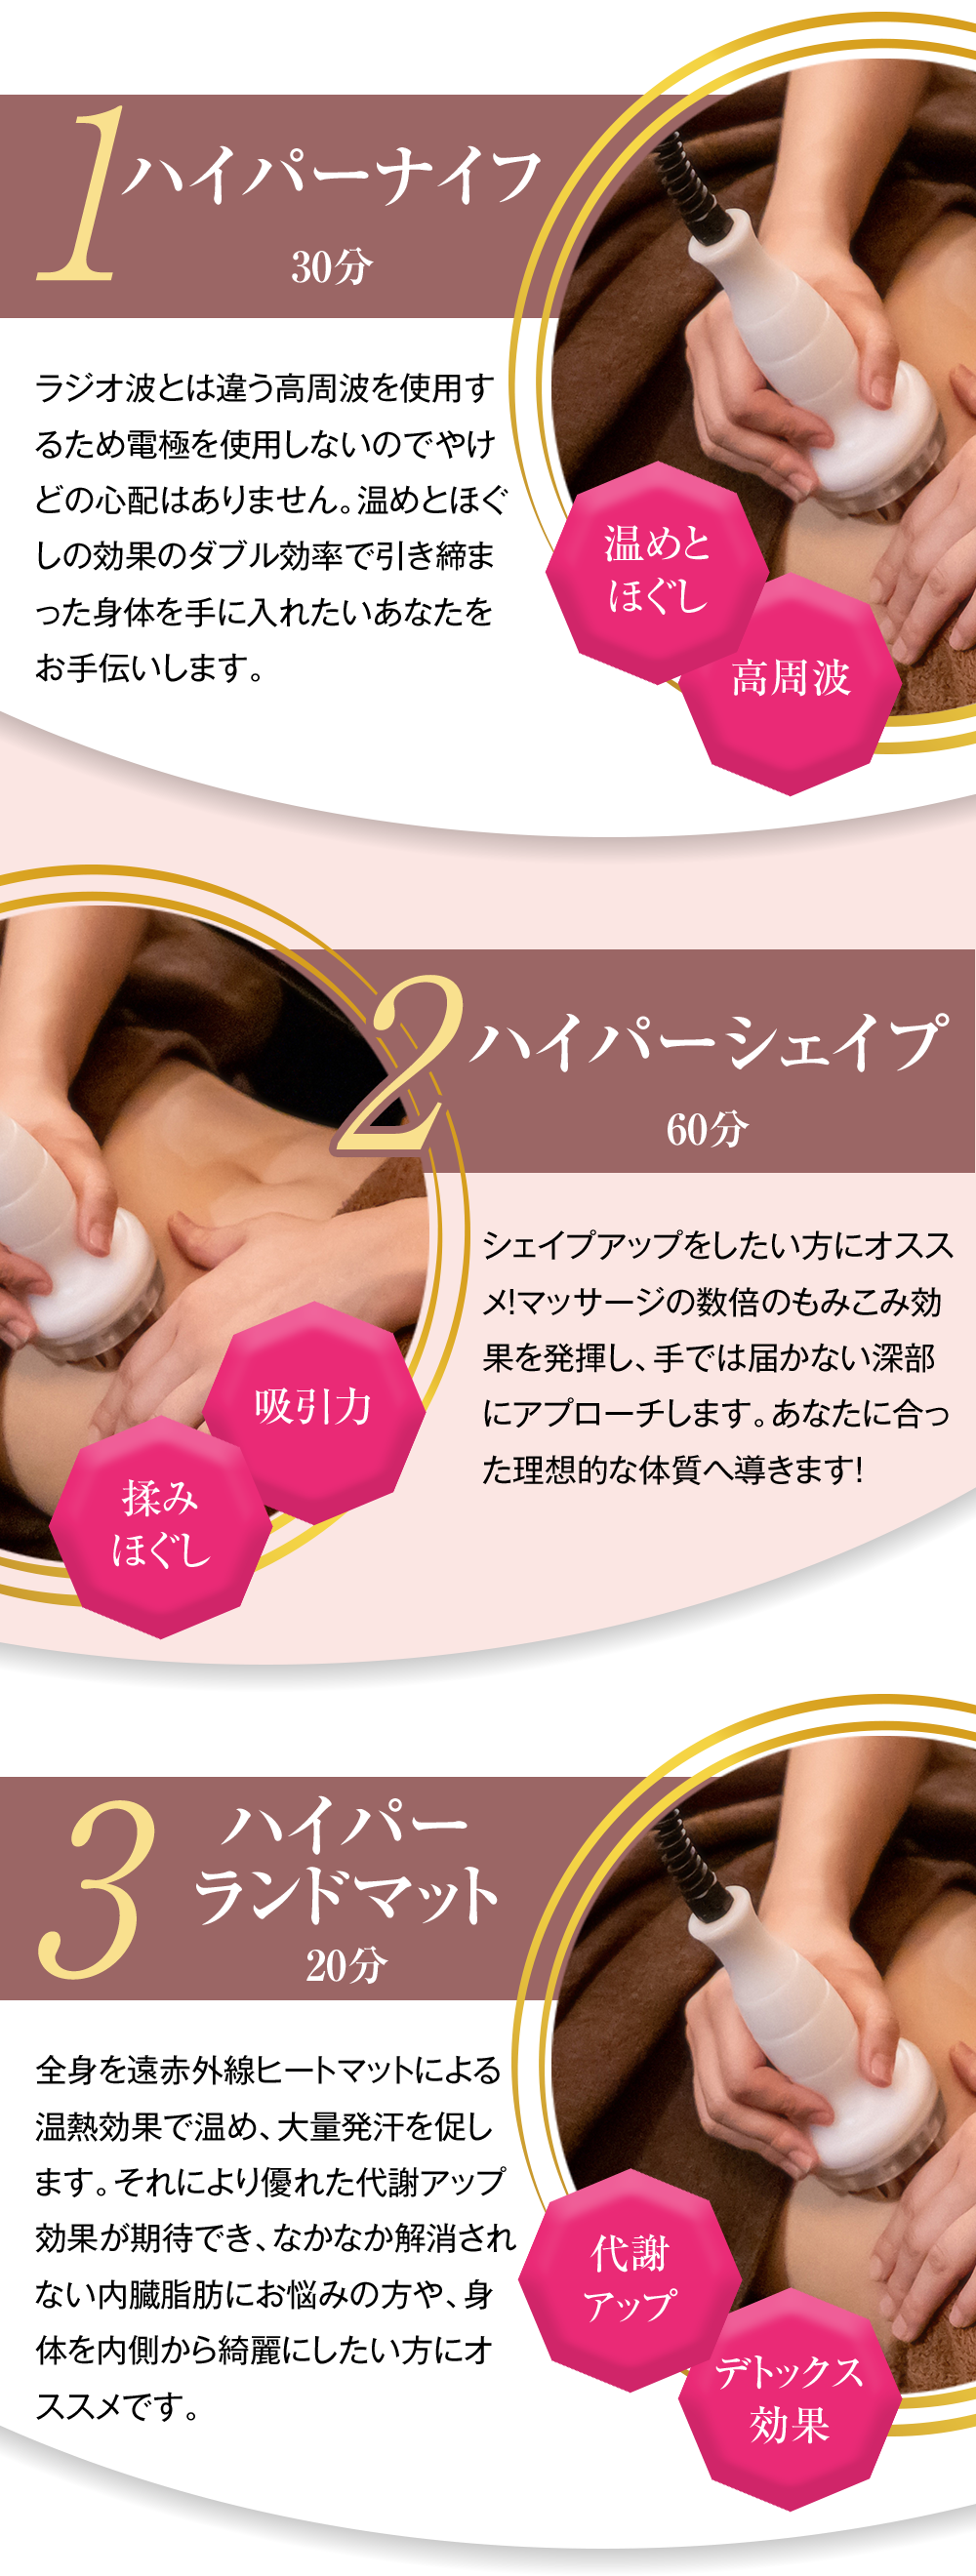 1
ハイパーナイフ
30分
ラジオ波とは違う高周波を使用す
るため電極を使用しないのでやけ
どの心配はありません。温めとほぐ
しの効果のダブル効率で引き締ま
った身体を手に入れたいあなたを
お手伝いします。
温めと
ほぐし
高周波
2
ハイパーシェイプ
60分
シェイプアップをしたい方にオスス
メ!マッサージの数倍のもみこみ効
果を発揮し、手では届かない深部
にアプローチします。あなたに合っ
た理想的な体質へ導きます!
吸引力
揉み
ほぐし
3
ハイパー
ランドマット
20分
全身を遠赤外線ヒートマットによる
温熱効果で温め、大量発汗を促し
ます。それにより優れた代謝アップ
効果が期待でき、なかなか解消され
ない内臓脂肪にお悩みの方や、身
体を内側から綺麗にしたい方にオ
ススメです。
代謝
アップ
デトックス
効果